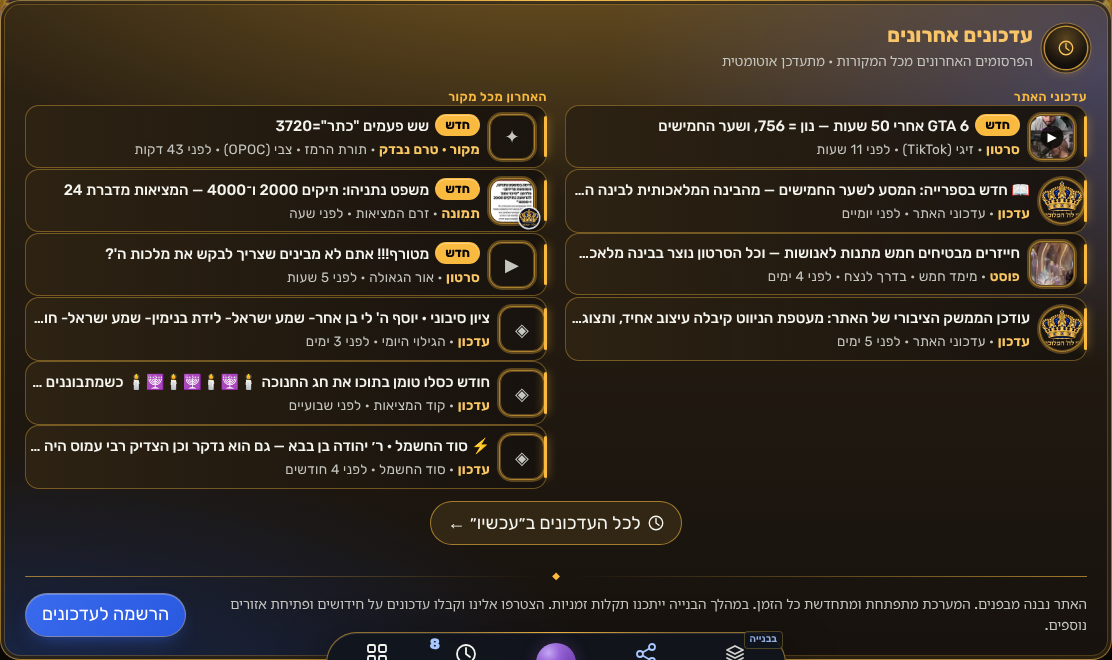 עדכונים אחרונים
הפרסומים האחרונים מכל המקורות • מתעדכן אוטומטית
עדכוני האתר
חדש GTA 6 אחרי 50 שעות — נון = 756, ושער החמישים
סרטון • זיגי (TikTok) • לפני 11 שעות
📖 חדש בספרייה: המסע לשער החמישים — מהבינה המלאכותית לבינה ה...
עדכון • עדכוני האתר • לפני יומיים
חייזרים מבטיחים חמש מתנות לאנושות — וכל הסרטון נוצר בבינה מלאכ...
פוסט • מימד חמש • בדרך לנצח • לפני 4 ימים
עודכן הממשק הציבורי של האתר: מעטפת הניווט קיבלה עיצוב אחיד, ותצוג...
עדכון • עדכוני האתר • לפני 5 ימים
האחרון מכל מקור
חדש שש פעמים "כתר"=3720
מקור • טרם נבדק • תורת הרמז • צבי (OPOC) • לפני 43 דקות
חדש משפט נתניהו: תיקים 2000 ו־4000 — המציאות מדברת 24
תמונה • זרם המציאות • לפני שעה
חדש מטורף!!! אתם לא מבינים שצריך לבקש את מלכות ה'?
סרטון • אור הגאולה • לפני 5 שעות
ציון סיבוני • יוסף ה' לי בן אחר- שמע ישראל- לידת בנימין- שמע ישראל- חו...
עדכון • הגילוי היומי • לפני 3 ימים
חודש כסלו טומן בתוכו את חג החנוכה 🕯️🕎🕯️🕎🕯️🕎🕯️ כשמתבוננים ...
עדכון • קוד המציאות • לפני שבועיים
⚡ סוד החשמל • ר׳ יהודה בן בבא — גם הוא נדקר וכן הצדיק רבי עמוס היה ...
עדכון • סוד החשמל • לפני 4 חודשים
לכל העדכונים ב״עכשיו״ ←
האתר נבנה מבפנים. המערכת מתפתחת ומתחדשת כל הזמן. במהלך הבנייה ייתכנו תקלות זמניות. הצטרפו אלינו וקבלו עדכונים על חידושים ופתיחת אזורים
נוספים.
הרשמה לעדכונים
בבנייה
8